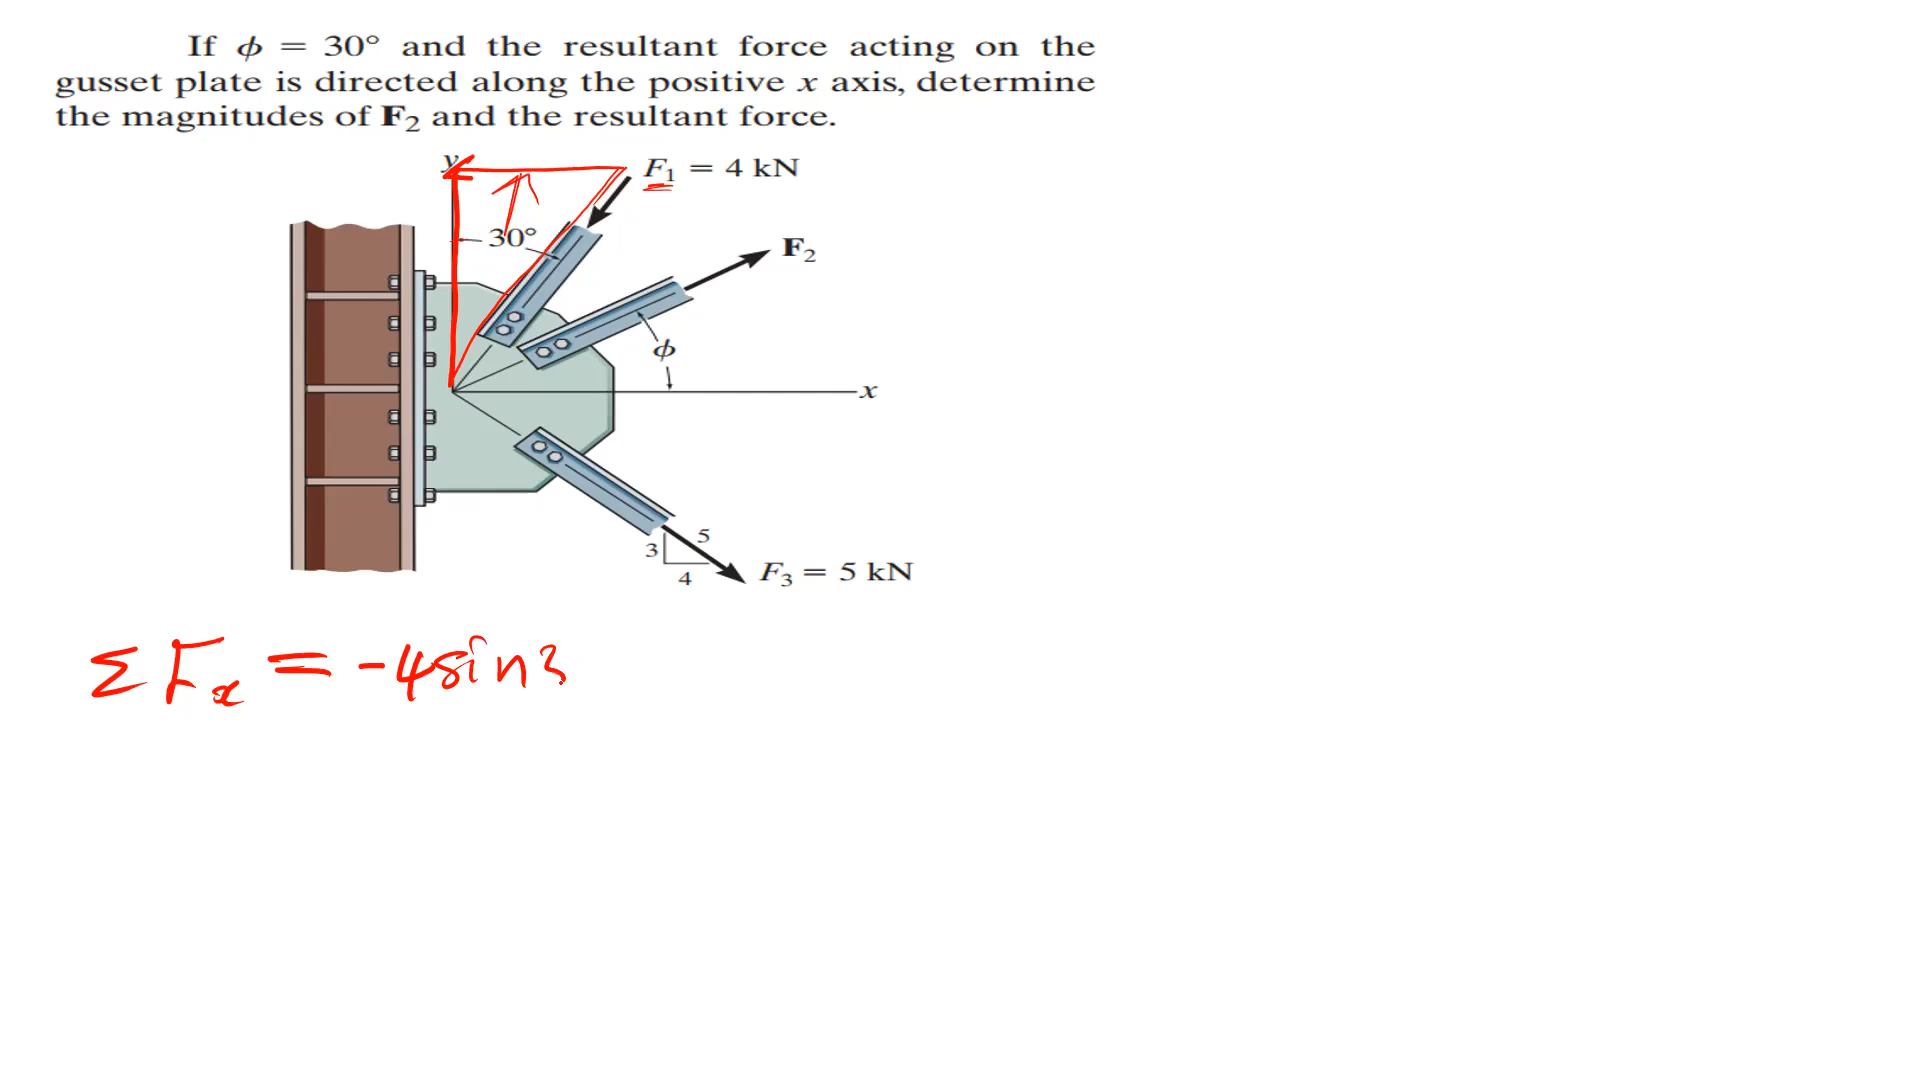 If ϕ = 30° and the resultant force acting on the
gusset plate is directed along the positive x axis, determine
the magnitudes of F₂ and the resultant force.
y
F₁ = 4 kN
30°
F₂
ϕ
x
5
3
4
F₃ = 5 kN
ΣFₓ = -4sin3